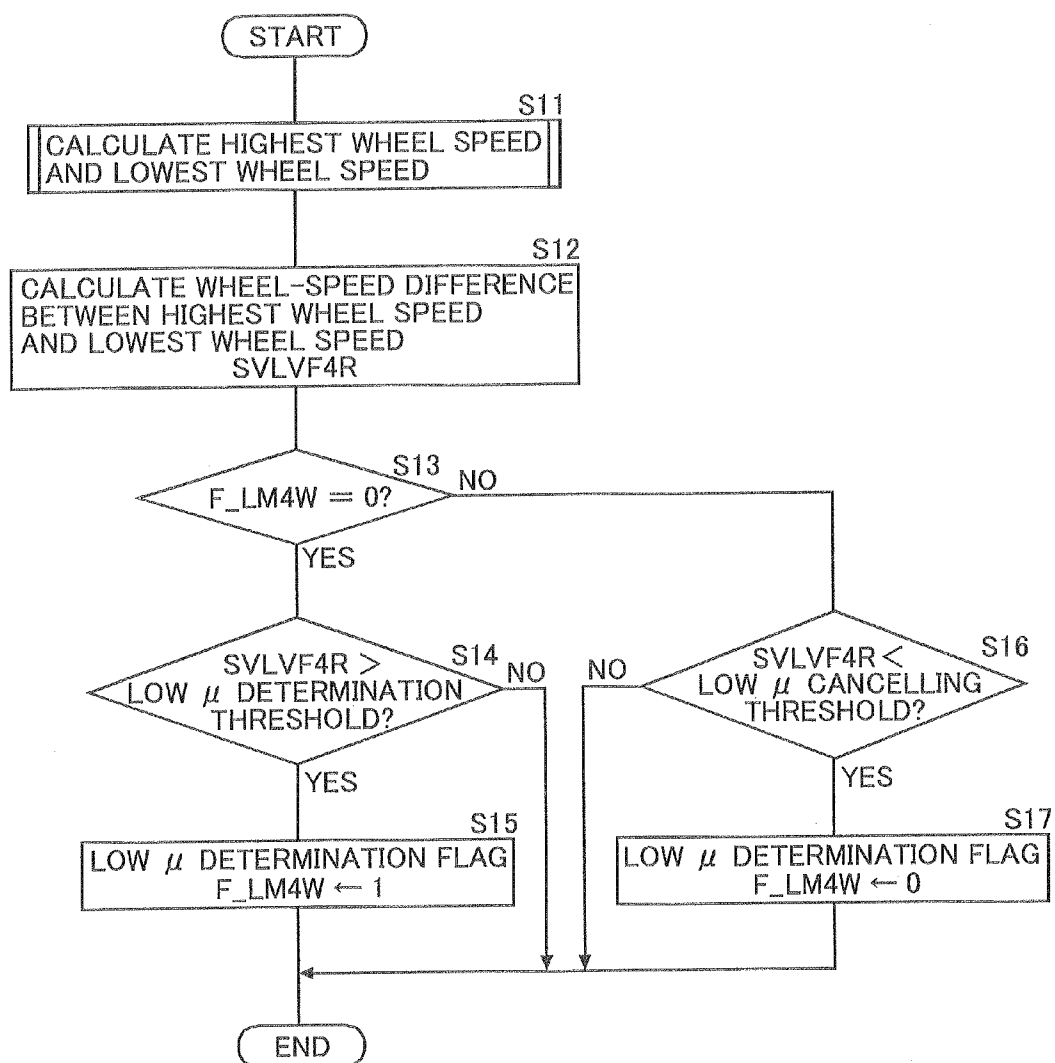 START
S11
CALCULATE HIGHEST WHEEL SPEED
AND LOWEST WHEEL SPEED
S12
CALCULATE WHEEL-SPEED DIFFERENCE
BETWEEN HIGHEST WHEEL SPEED
AND LOWEST WHEEL SPEED
SVLVF4R
S13
F_LM4W = 0?
NO
YES
S14
SVLVF4R >
LOW μ DETERMINATION
THRESHOLD?
NO
YES
S16
SVLVF4R <
LOW μ CANCELLING
THRESHOLD?
NO
YES
S15
LOW μ DETERMINATION FLAG
F_LM4W ← 1
S17
LOW μ DETERMINATION FLAG
F_LM4W ← 0
END